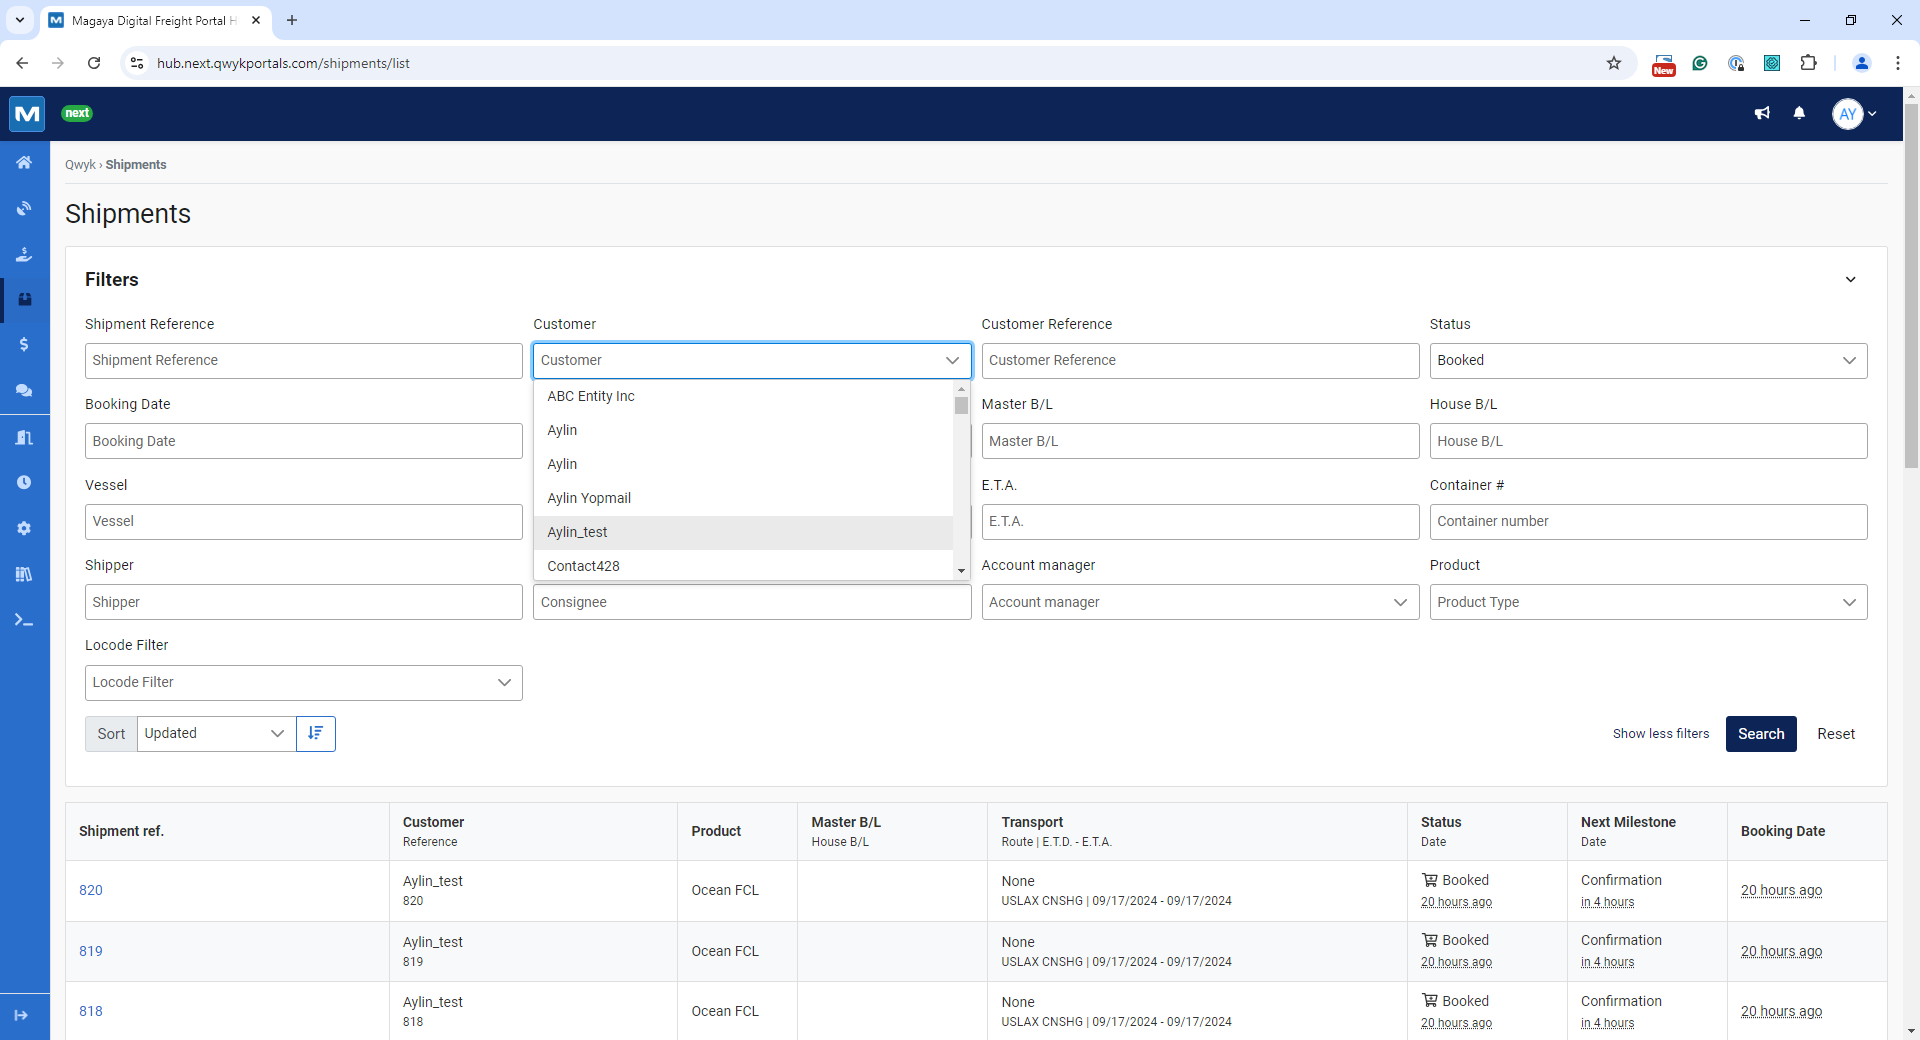 Magaya Digital Freight Portal H
hub.next.qwykportals.com/shipments/list
New
next
AY
Qwyk › Shipments
Shipments
Filters
Shipment Reference
Customer
Customer Reference
Status
Shipment Reference
Customer
Customer Reference
Booked
ABC Entity Inc
Booking Date
Master B/L
House B/L
Aylin
Booking Date
Master B/L
House B/L
Aylin
Vessel
E.T.A.
Container #
Aylin Yopmail
Vessel
E.T.A.
Container number
Aylin_test
Shipper
Contact428
Account manager
Product
Shipper
Consignee
Account manager
Product Type
Locode Filter
Locode Filter
Sort
Updated
Show less filters
Search
Reset
Shipment ref.
Customer
Reference
Product
Master B/L
House B/L
Transport
Route | E.T.D. - E.T.A.
Status
Date
Next Milestone
Date
Booking Date
820
Aylin_test
820
Ocean FCL
None
USLAX CNSHG | 09/17/2024 - 09/17/2024
Booked
20 hours ago
Confirmation
in 4 hours
20 hours ago
819
Aylin_test
819
Ocean FCL
None
USLAX CNSHG | 09/17/2024 - 09/17/2024
Booked
20 hours ago
Confirmation
in 4 hours
20 hours ago
818
Aylin_test
818
Ocean FCL
None
USLAX CNSHG | 09/17/2024 - 09/17/2024
Booked
20 hours ago
Confirmation
in 4 hours
20 hours ago